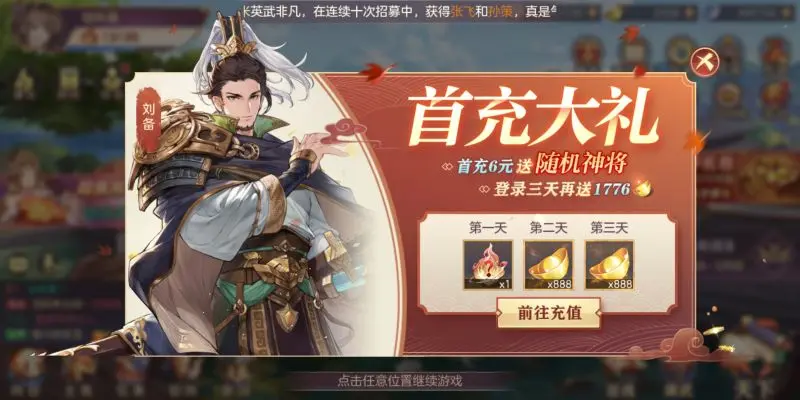 英武非凡，在连续十次招募中，获得张飞和孙策，真是
刘备
首充大礼
首充6元送随机神将
登录三天再送1776
第一天 第二天 第三天
x1 x888 x888
前往充值
点击任意位置继续游戏